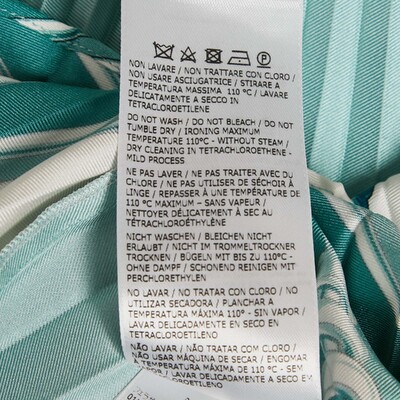 NON LAVARE / NON TRATTARE CON CLORO /
NON USARE ASCIUGATRICE / STIRARE A
TEMPERATURA MASSIMA 110 °C / LAVARE
DELICATAMENTE A SECCO IN
TETRACLOROETILENE
DO NOT WASH / DO NOT BLEACH / DO NOT
TUMBLE DRY / IRONING MAXIMUM
TEMPERATURE 110°C - WITHOUT STEAM /
DRY CLEANING IN TETRACHLOROETHENE -
MILD PROCESS
NE PAS LAVER / NE PAS TRAITER AVEC DU
CHLORE / NE PAS UTILISER DE SÉCHOIR À
LINGE / REPASSER À UNE TEMPÉRATURE DE
110 °C MAXIMUM – SANS VAPEUR /
NETTOYER DÉLICATEMENT À SEC AU
TÉTRACHLOROÉTHYLÈNE
NICHT WASCHEN / BLEICHEN NICHT
ERLAUBT / NICHT IM TROMMELTROCKNER
TROCKNEN / BÜGELN MIT BIS ZU 110°C -
OHNE DAMPF / SCHONEND REINIGEN MIT
PERCHLORETHYLEN
NO LAVAR / NO TRATAR CON CLORO / NO
UTILIZAR SECADORA / PLANCHAR A
TEMPERATURA MÁXIMA 110° - SIN VAPOR /
LAVAR DELICADAMENTE EN SECO EN
TETRACLOROETILENO
NÃO LAVAR / NÃO TRATAR COM CLORO /
NÃO USAR MÁQUINA DE SECAR / ENGOMAR
A TEMPERATURA MÁXIMA 110 °C - SEM
VAPOR / LAVAR DELICADAMENTE EM SECO
EM TETRACLOROETILENO